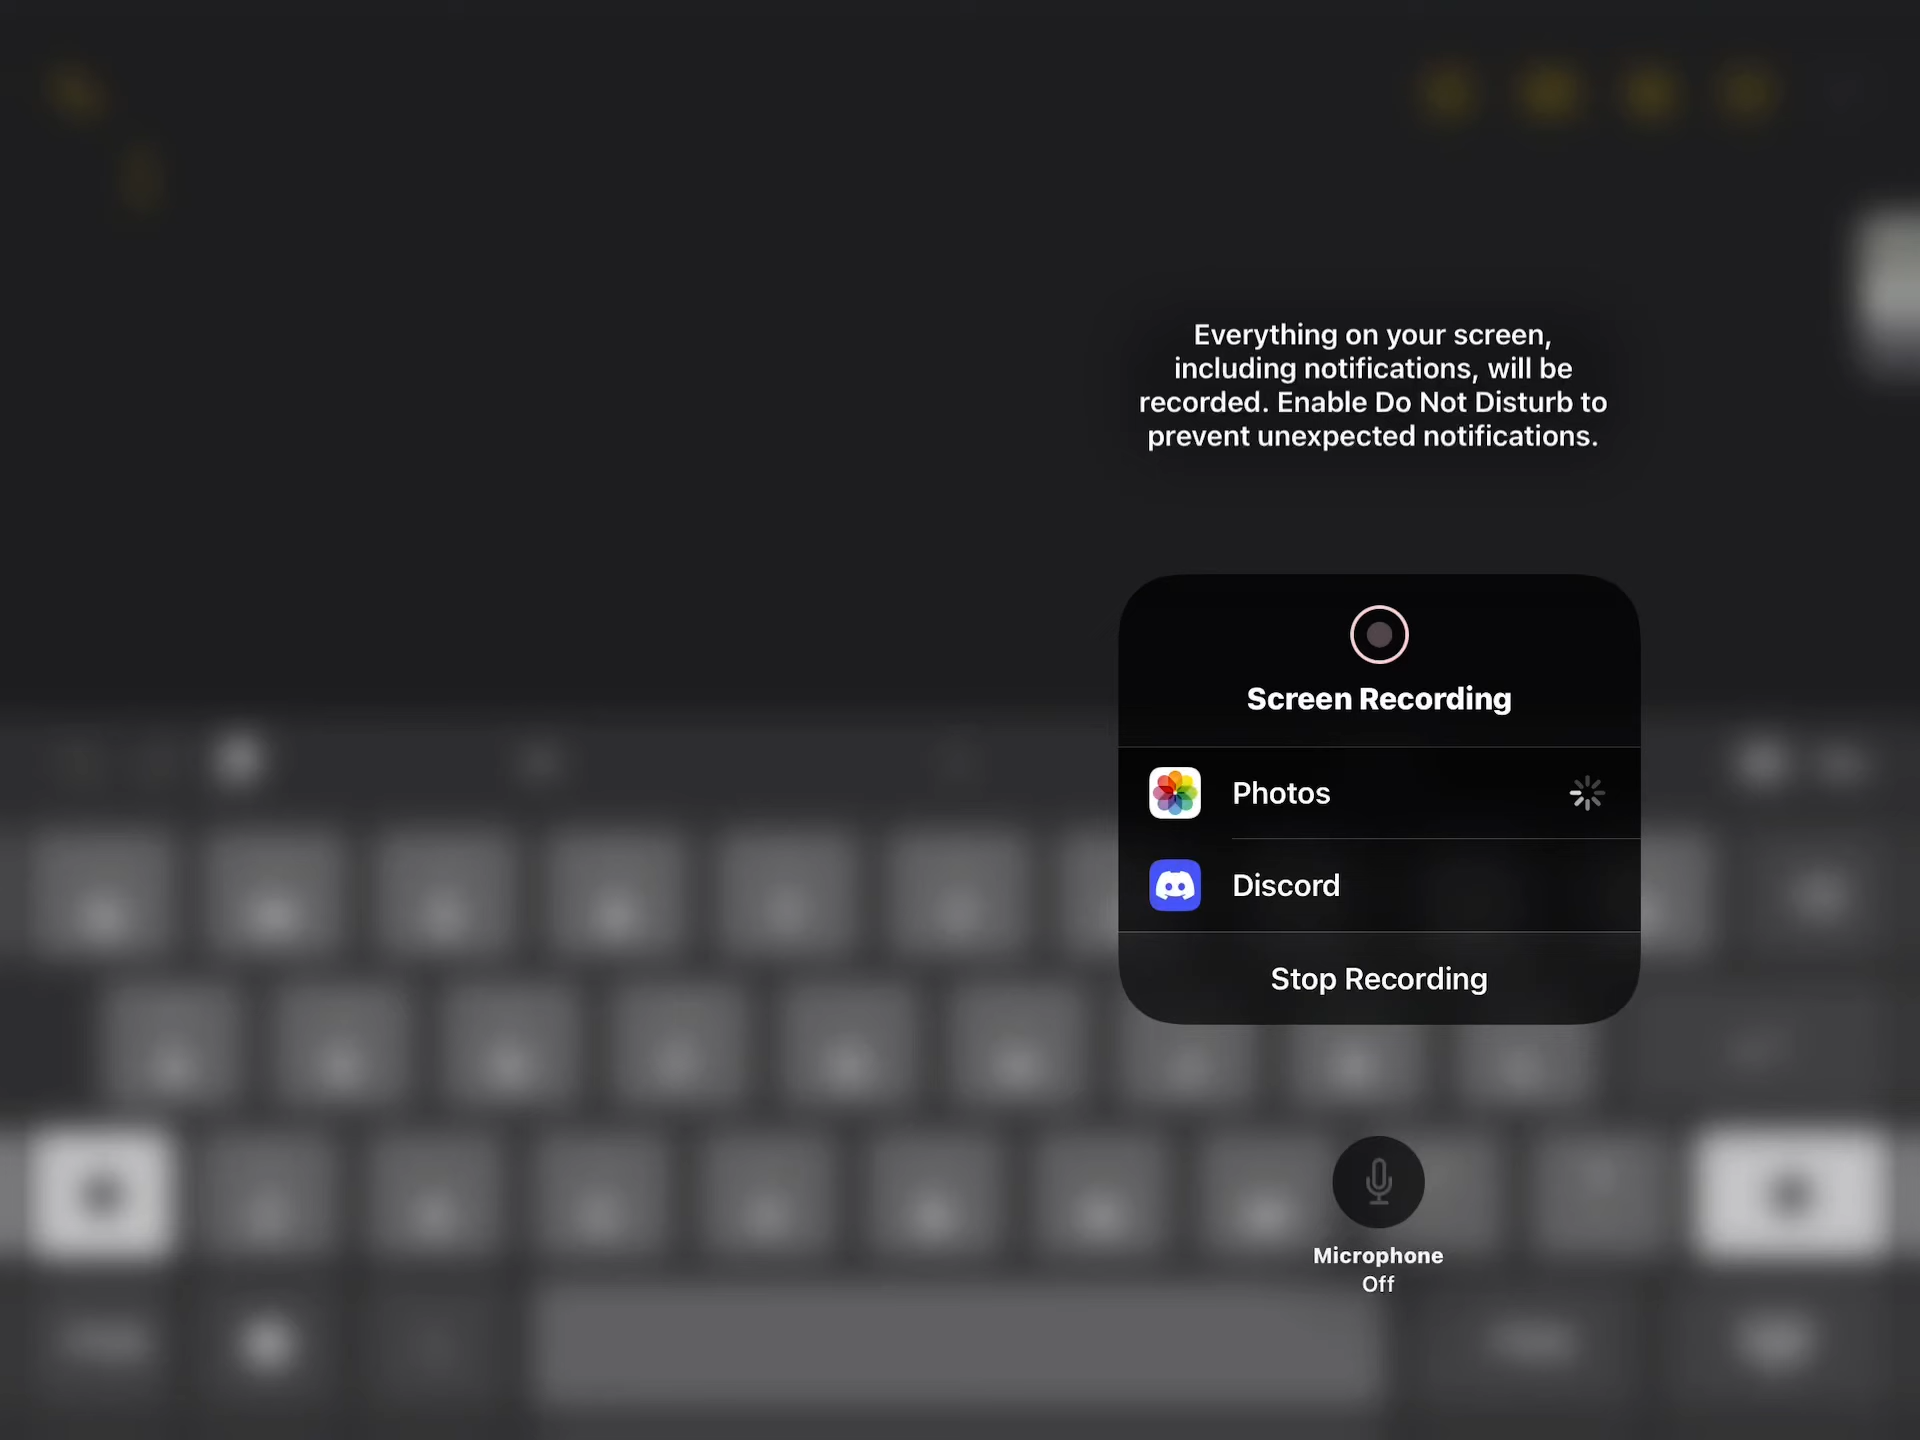 Everything on your screen,
including notifications, will be
recorded. Enable Do Not Disturb to
prevent unexpected notifications.
Screen Recording
Photos
Discord
Stop Recording
Microphone
Off